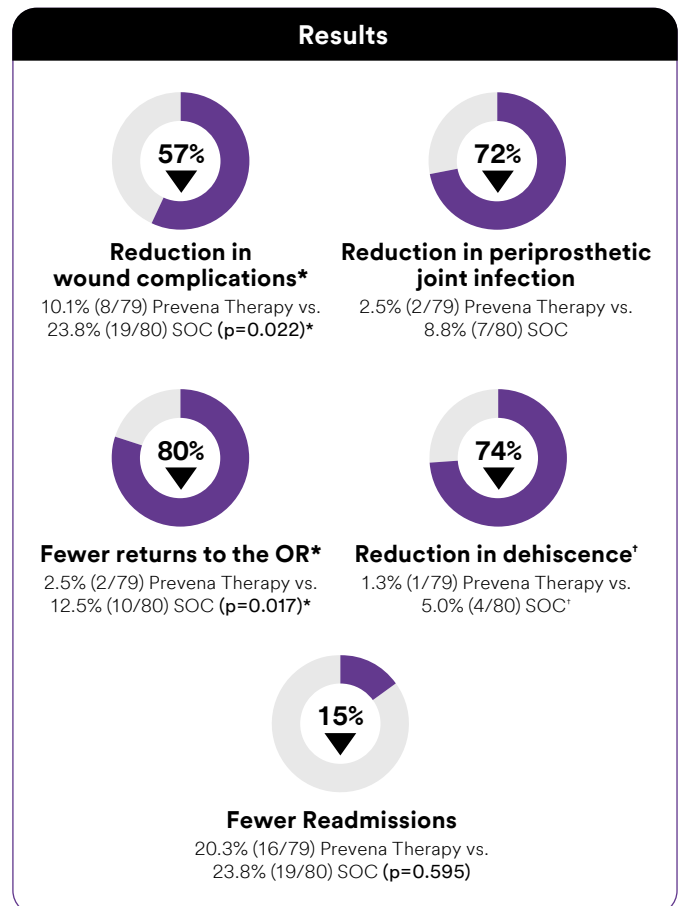 Results
57%
Reduction in
wound complications*
10.1% (8/79) Prevena Therapy vs.
23.8% (19/80) SOC (p=0.022)*
72%
Reduction in periprosthetic
joint infection
2.5% (2/79) Prevena Therapy vs.
8.8% (7/80) SOC
80%
Fewer returns to the OR*
2.5% (2/79) Prevena Therapy vs.
12.5% (10/80) SOC (p=0.017)*
74%
Reduction in dehiscence†
1.3% (1/79) Prevena Therapy vs.
5.0% (4/80) SOC†
15%
Fewer Readmissions
20.3% (16/79) Prevena Therapy vs.
23.8% (19/80) SOC (p=0.595)